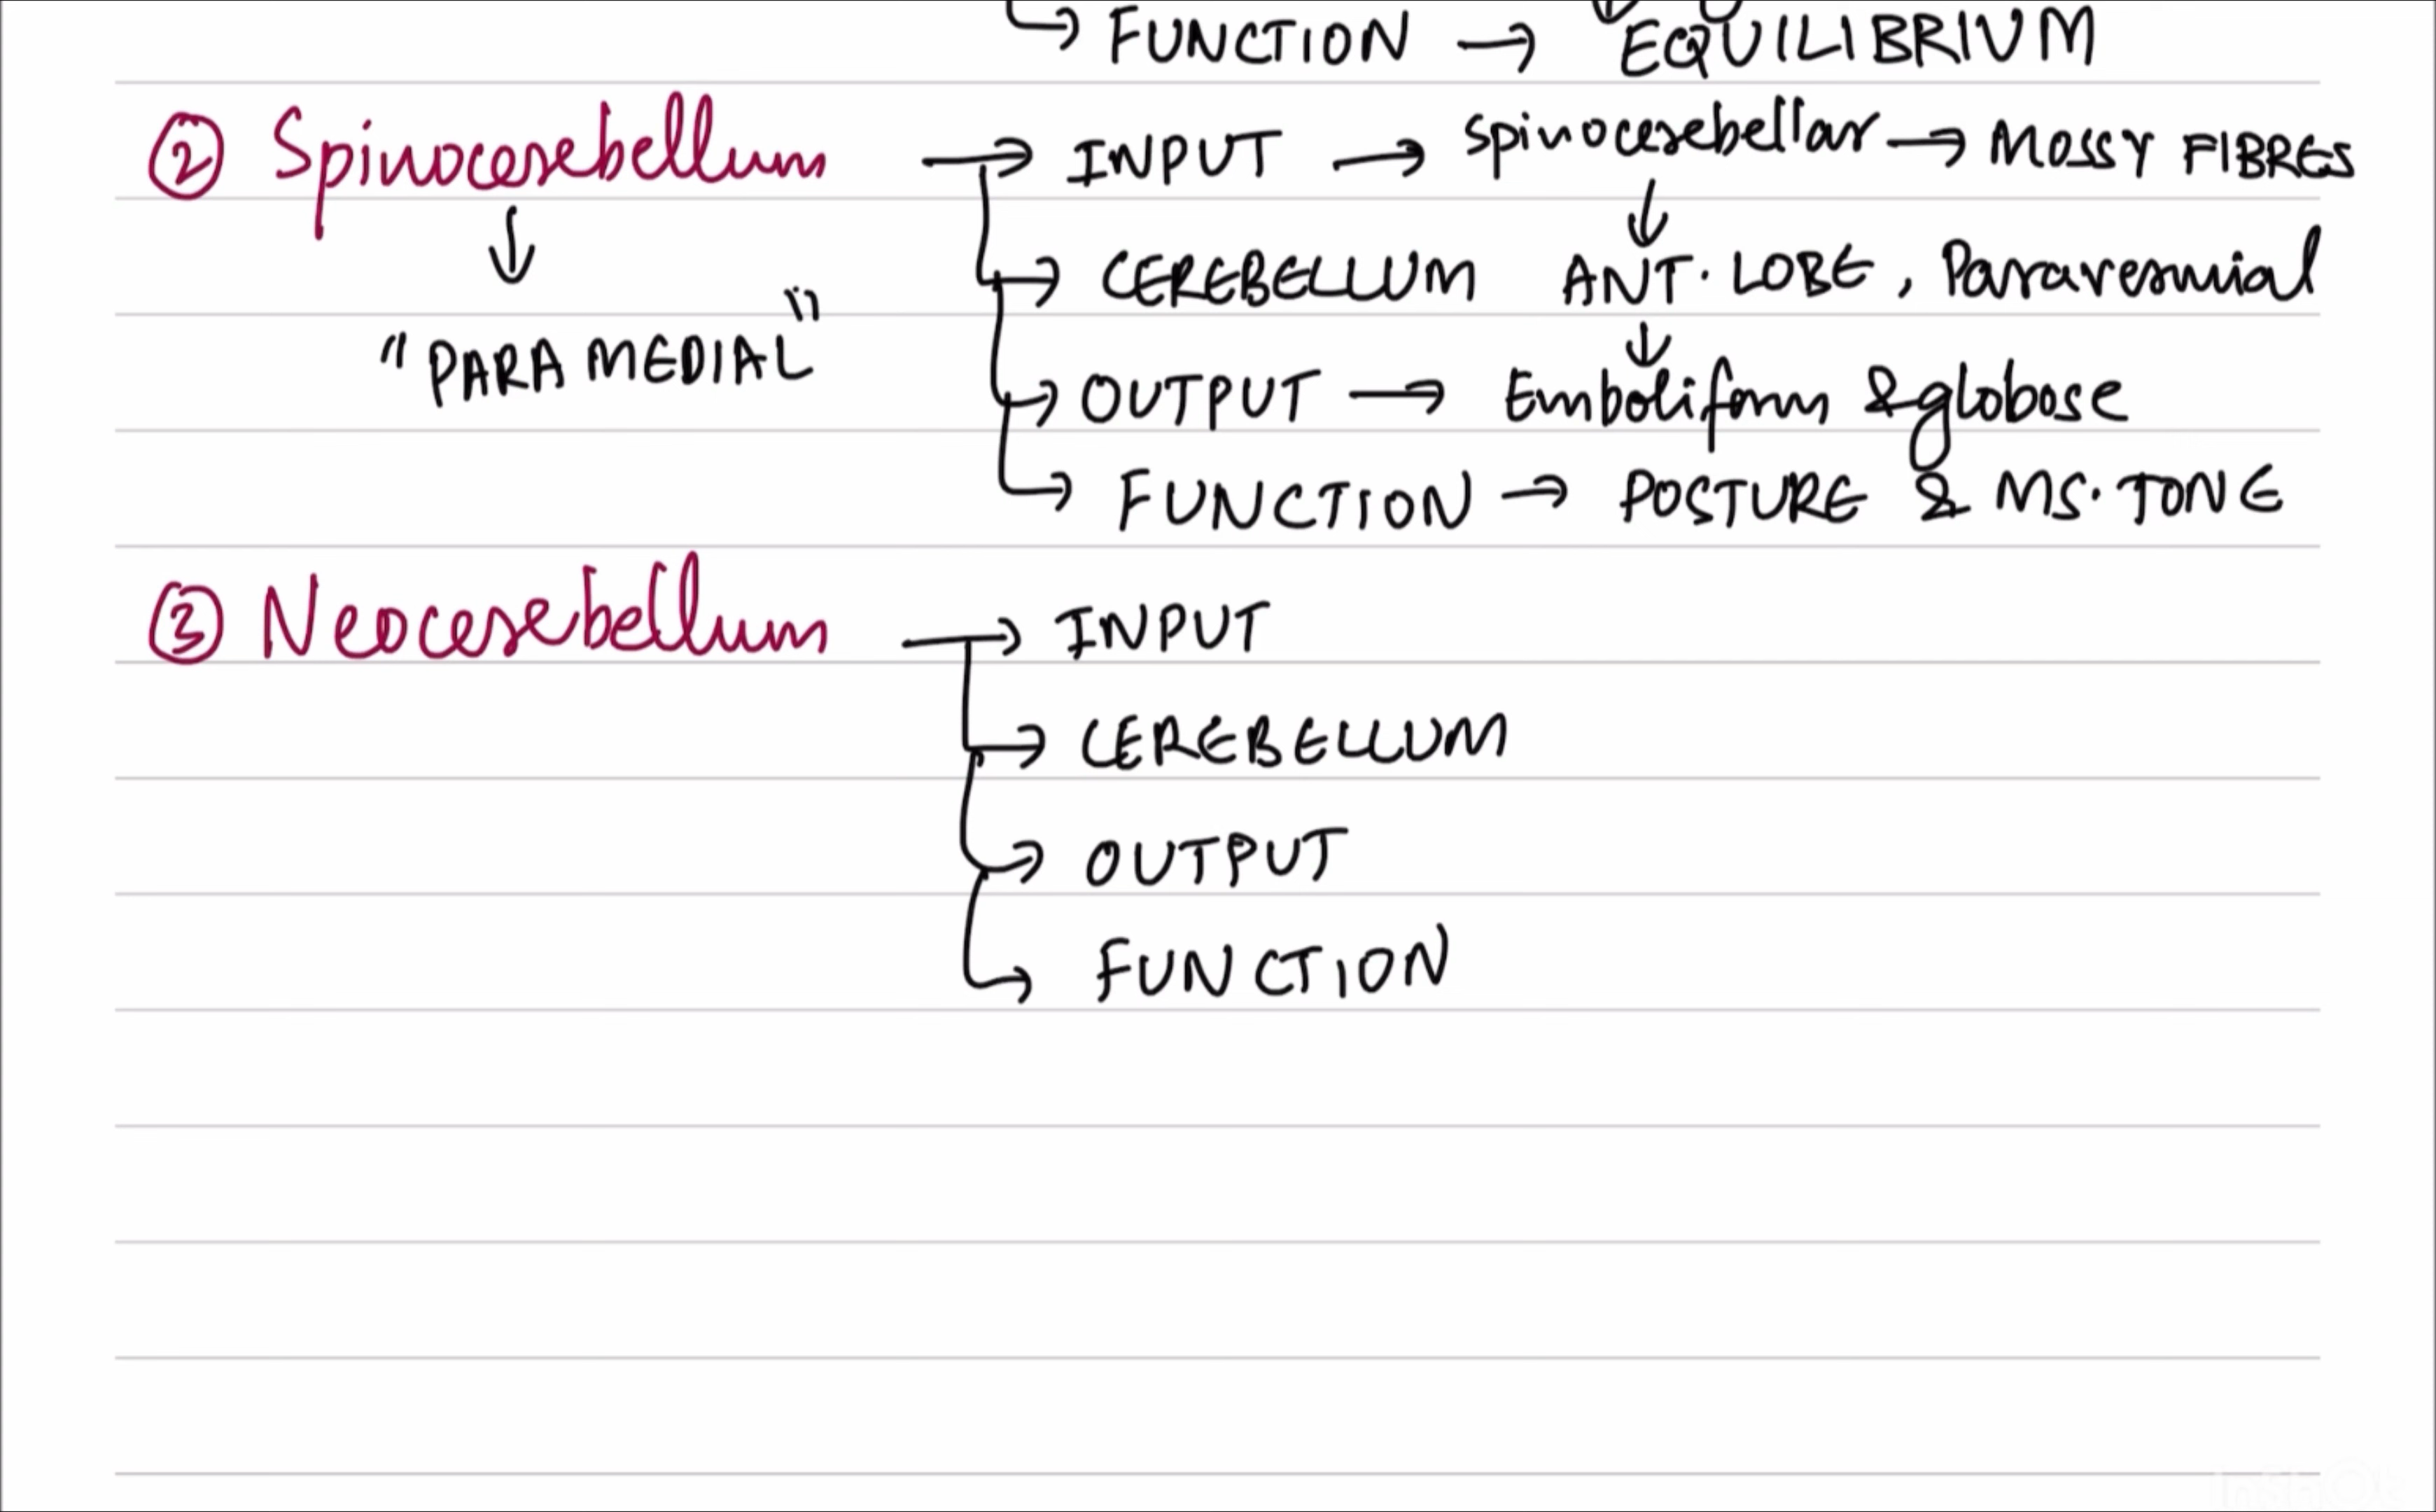 ↳ FUNCTION → EQUILIBRIUM
② Spinocerebellum → INPUT → Spinocerebellar → MOSSY FIBRES
↓ ↓
→ CEREBELLUM ANT. LOBE, Paravermial
"PARAMEDIAL" ↓
→ OUTPUT → Emboliform & globose
→ FUNCTION → POSTURE & MS. TONE
③ Neocerebellum → INPUT
→ CEREBELLUM
→ OUTPUT
→ FUNCTION